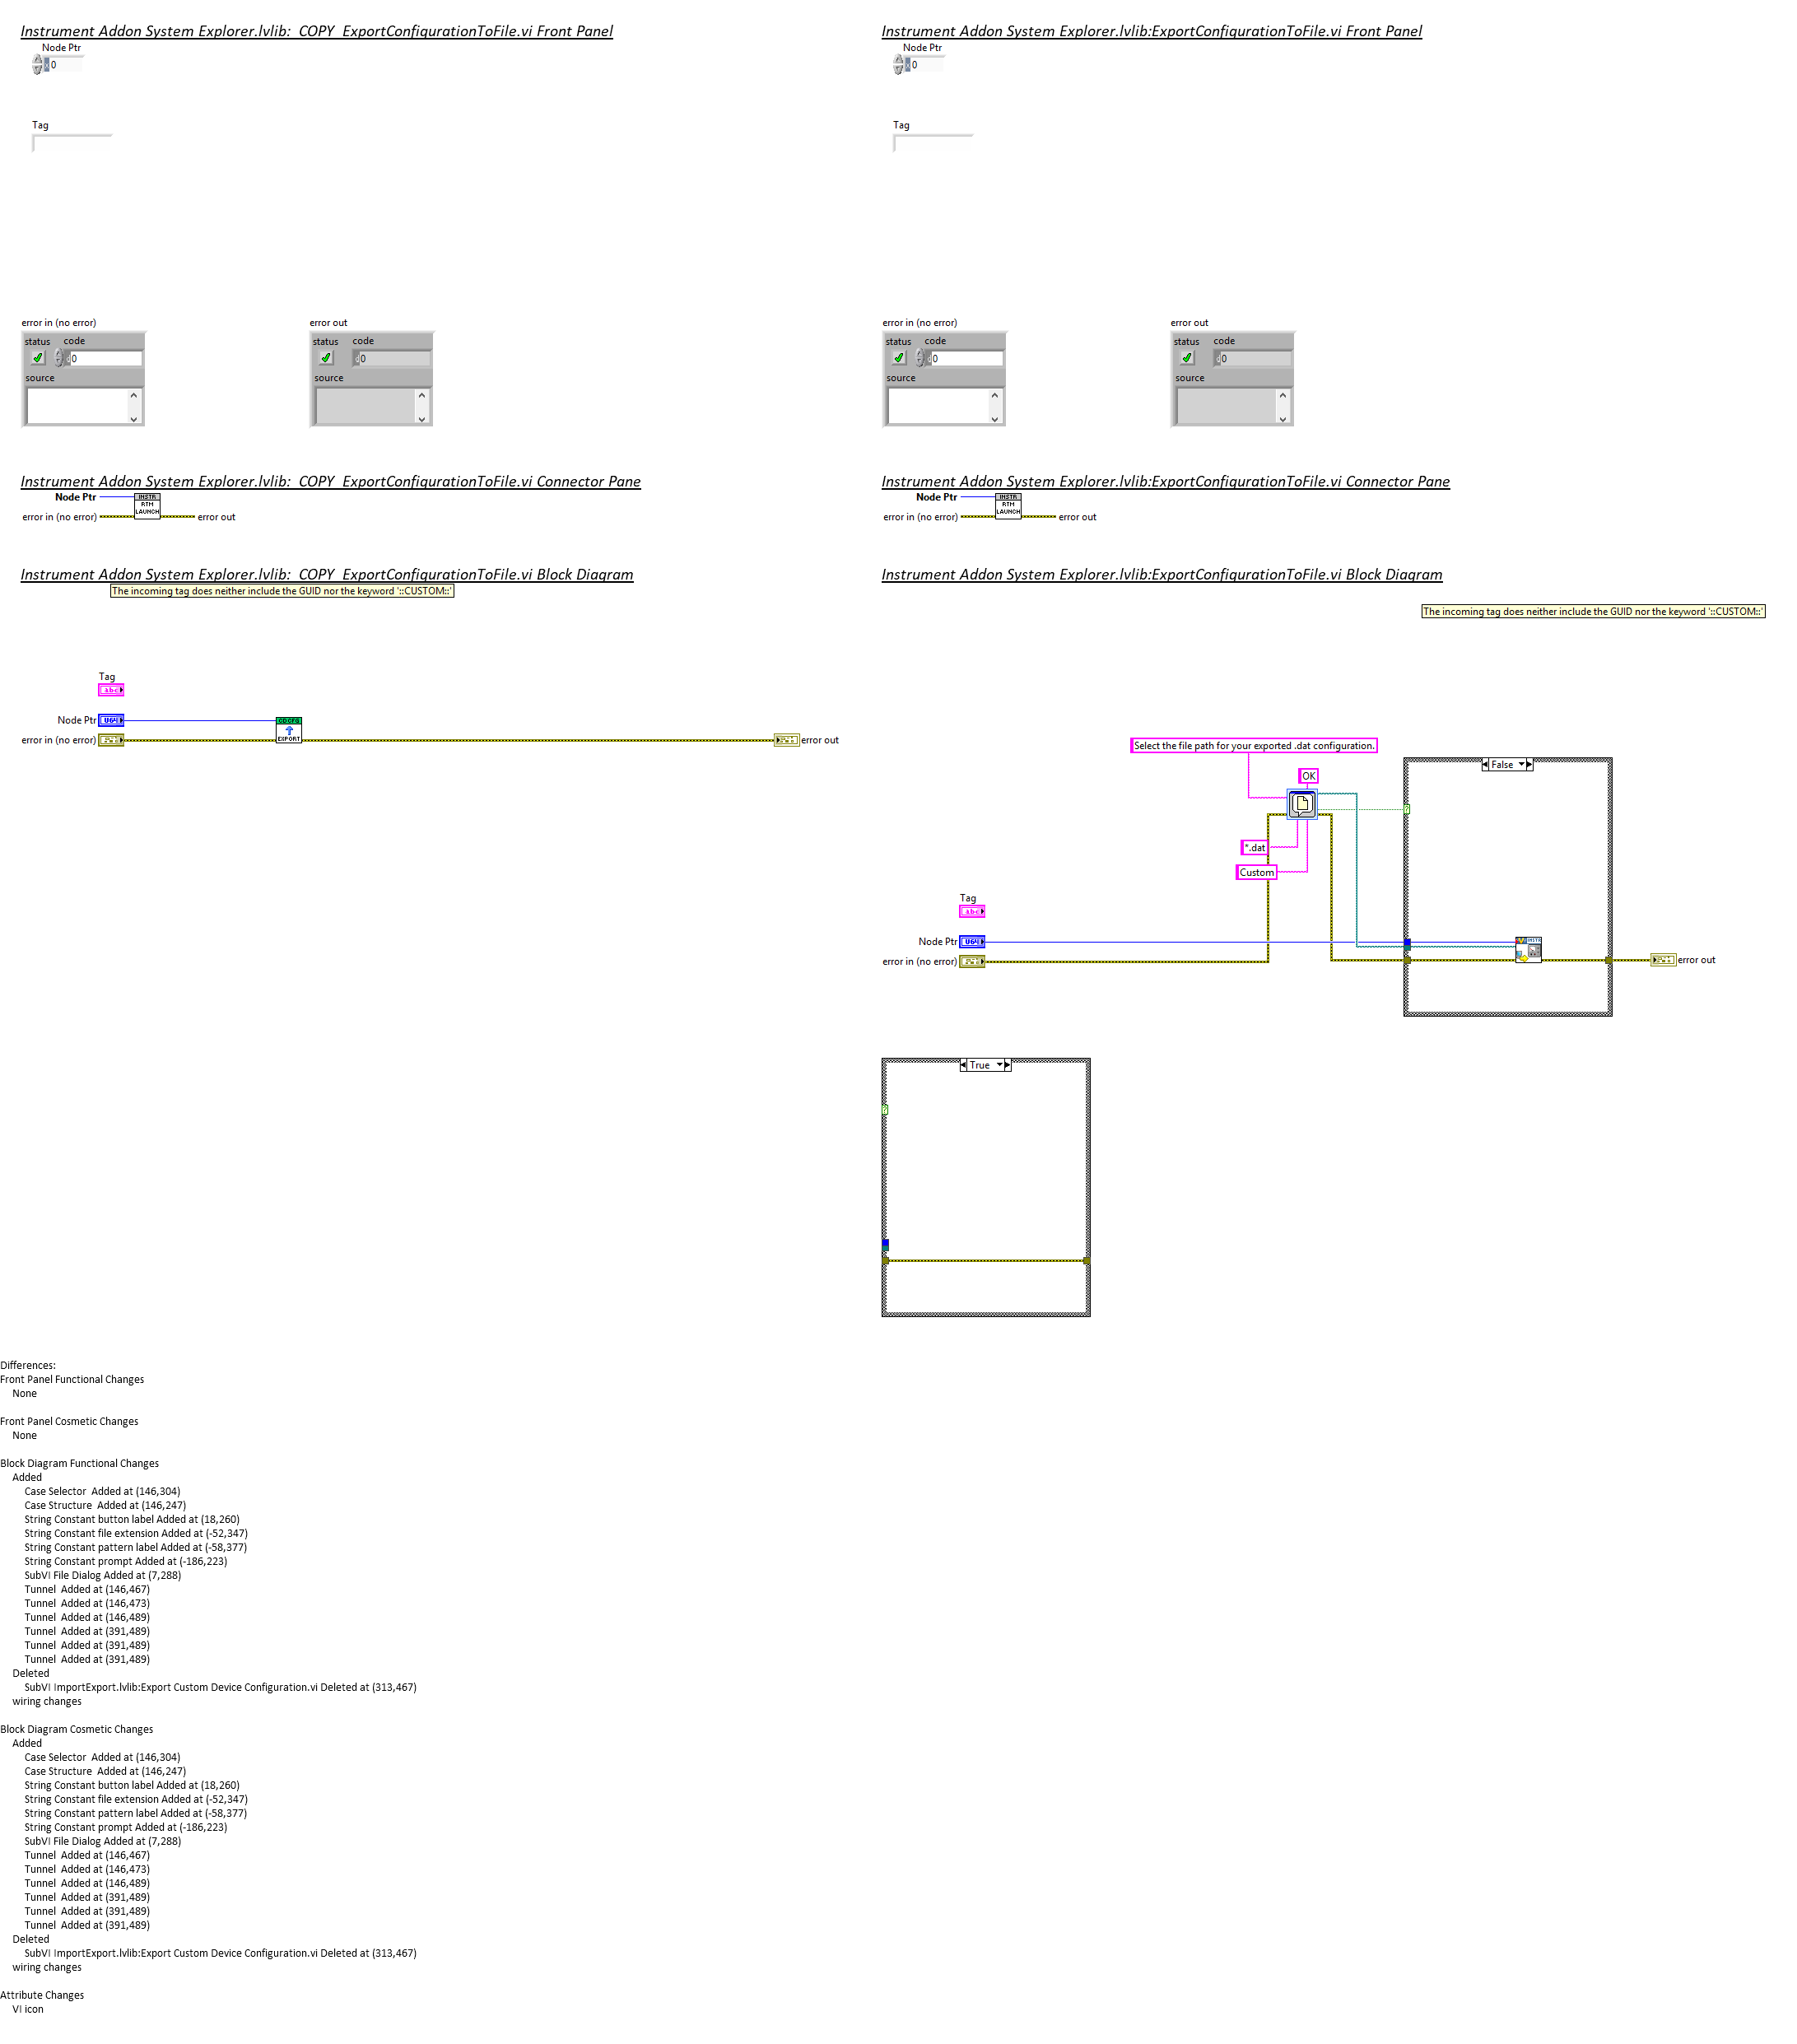 Instrument Addon System Explorer.lvlib:_COPY_ExportConfigurationToFile.vi Front Panel
Node Ptr
0
Tag
error in (no error)
status code
0
source
error out
status code
0
source
Instrument Addon System Explorer.lvlib:_COPY_ExportConfigurationToFile.vi Connector Pane
Node Ptr
INSTR
RTM
LAUNCH
error in (no error)
error out
Instrument Addon System Explorer.lvlib:_COPY_ExportConfigurationToFile.vi Block Diagram
The incoming tag does neither include the GUID nor the keyword '::CUSTOM::'
Tag
abc
Node Ptr
U64
EXPORT
error in (no error)
error out
Instrument Addon System Explorer.lvlib:ExportConfigurationToFile.vi Front Panel
Node Ptr
0
Tag
error in (no error)
status code
0
source
error out
status code
0
source
Instrument Addon System Explorer.lvlib:ExportConfigurationToFile.vi Connector Pane
Node Ptr
INSTR
RTM
LAUNCH
error in (no error)
error out
Instrument Addon System Explorer.lvlib:ExportConfigurationToFile.vi Block Diagram
The incoming tag does neither include the GUID nor the keyword '::CUSTOM::'
Select the file path for your exported .dat configuration.
False
OK
?
*.dat
Custom
Tag
abc
Node Ptr
U64
INSTR
error in (no error)
error out
True
?
Differences:
Front Panel Functional Changes
None
Front Panel Cosmetic Changes
None
Block Diagram Functional Changes
Added
Case Selector  Added at (146,304)
Case Structure  Added at (146,247)
String Constant button label Added at (18,260)
String Constant file extension Added at (-52,347)
String Constant pattern label Added at (-58,377)
String Constant prompt Added at (-186,223)
SubVI File Dialog Added at (7,288)
Tunnel  Added at (146,467)
Tunnel  Added at (146,473)
Tunnel  Added at (146,489)
Tunnel  Added at (391,489)
Tunnel  Added at (391,489)
Tunnel  Added at (391,489)
Deleted
SubVI ImportExport.lvlib:Export Custom Device Configuration.vi Deleted at (313,467)
wiring changes
Block Diagram Cosmetic Changes
Added
Case Selector  Added at (146,304)
Case Structure  Added at (146,247)
String Constant button label Added at (18,260)
String Constant file extension Added at (-52,347)
String Constant pattern label Added at (-58,377)
String Constant prompt Added at (-186,223)
SubVI File Dialog Added at (7,288)
Tunnel  Added at (146,467)
Tunnel  Added at (146,473)
Tunnel  Added at (146,489)
Tunnel  Added at (391,489)
Tunnel  Added at (391,489)
Tunnel  Added at (391,489)
Deleted
SubVI ImportExport.lvlib:Export Custom Device Configuration.vi Deleted at (313,467)
wiring changes
Attribute Changes
VI icon